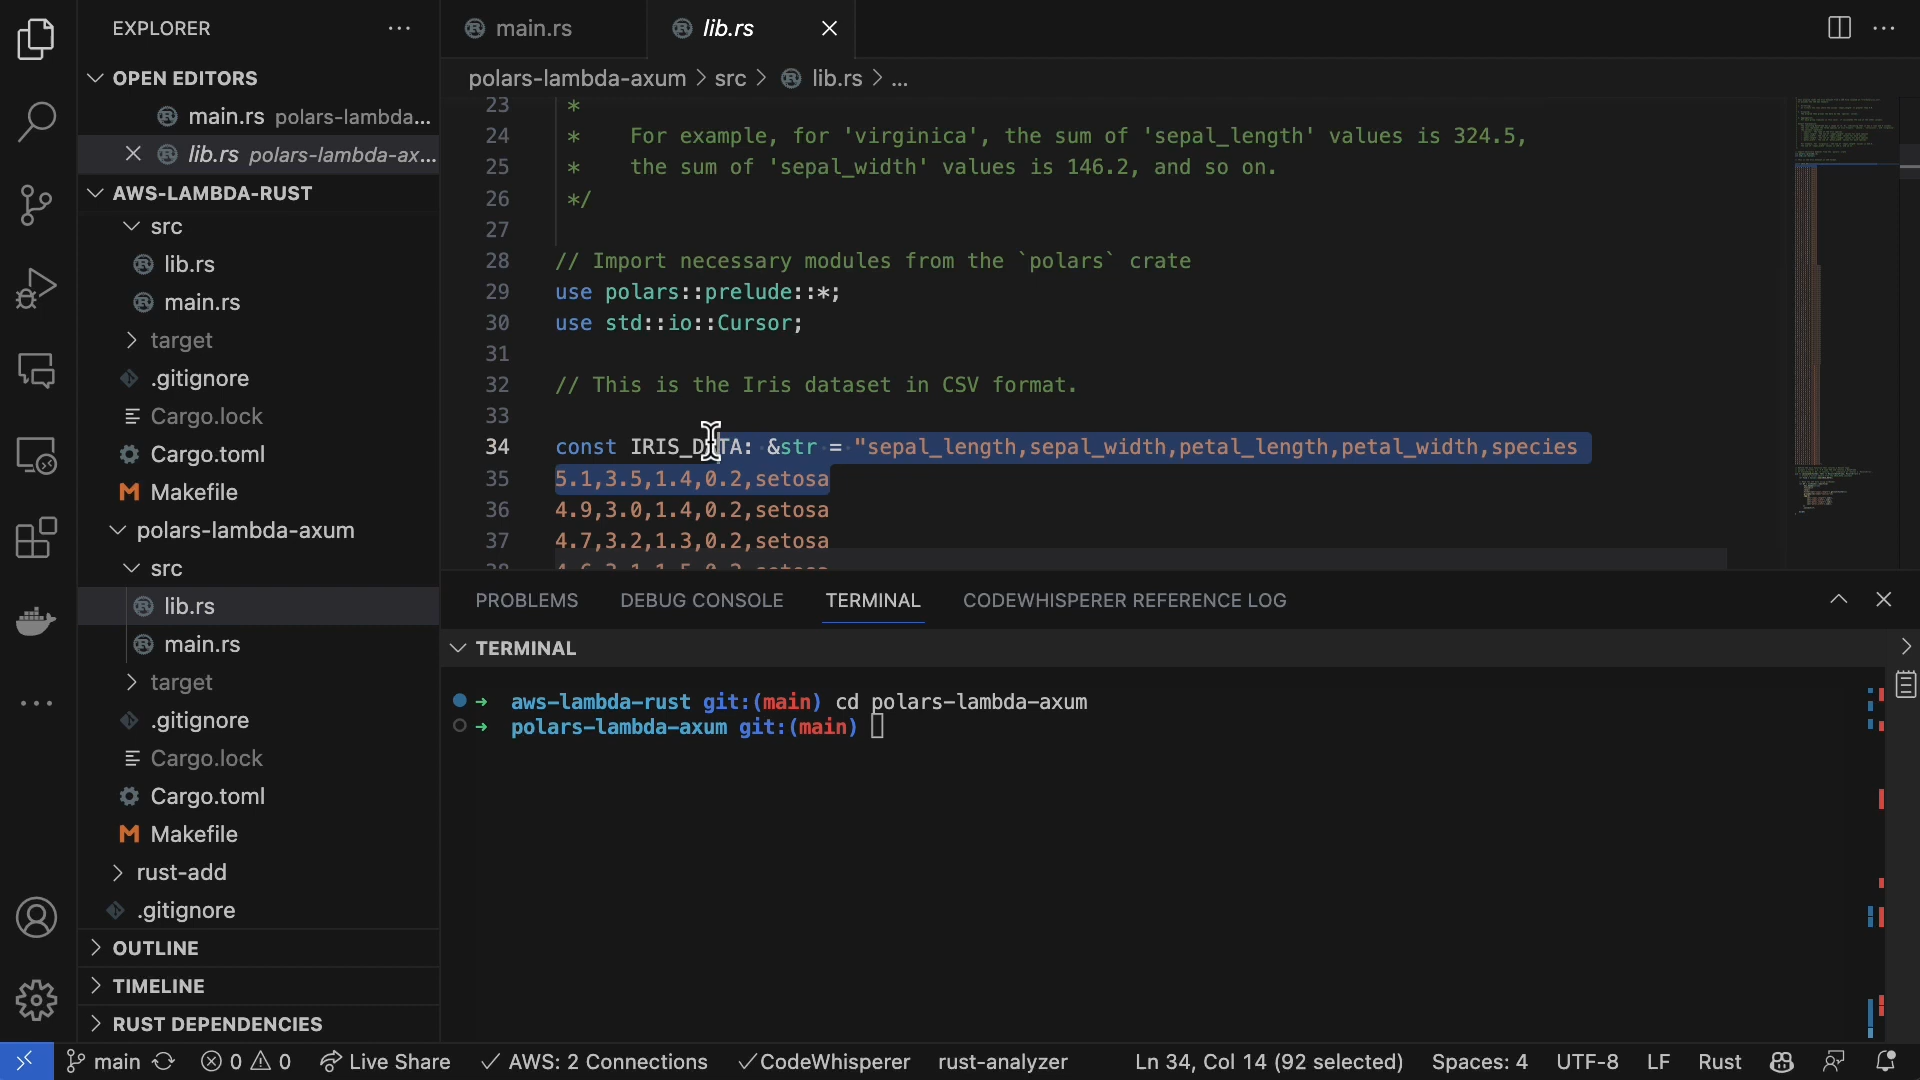 EXPLORER
OPEN EDITORS
main.rs polars-lambda...
lib.rs polars-lambda-ax...
AWS-LAMBDA-RUST
src
lib.rs
main.rs
target
.gitignore
Cargo.lock
Cargo.toml
Makefile
polars-lambda-axum
src
lib.rs
main.rs
target
.gitignore
Cargo.lock
Cargo.toml
Makefile
rust-add
.gitignore
OUTLINE
TIMELINE
RUST DEPENDENCIES
main.rs
lib.rs
polars-lambda-axum > src > lib.rs > ...
23 *
24 * For example, for 'virginica', the sum of 'sepal_length' values is 324.5,
25 * the sum of 'sepal_width' values is 146.2, and so on.
26 */
27
28 // Import necessary modules from the `polars` crate
29 use polars::prelude::*;
30 use std::io::Cursor;
31
32 // This is the Iris dataset in CSV format.
33
34 const IRIS_DATA: &str = "sepal_length,sepal_width,petal_length,petal_width,species
35 5.1,3.5,1.4,0.2,setosa
36 4.9,3.0,1.4,0.2,setosa
37 4.7,3.2,1.3,0.2,setosa
38 4.6,3.1,1.5,0.2,setosa
PROBLEMS DEBUG CONSOLE TERMINAL CODEWHISPERER REFERENCE LOG
TERMINAL
→ aws-lambda-rust git:(main) cd polars-lambda-axum
→ polars-lambda-axum git:(main)
main 0 0 Live Share AWS: 2 Connections CodeWhisperer rust-analyzer Ln 34, Col 14 (92 selected) Spaces: 4 UTF-8 LF Rust